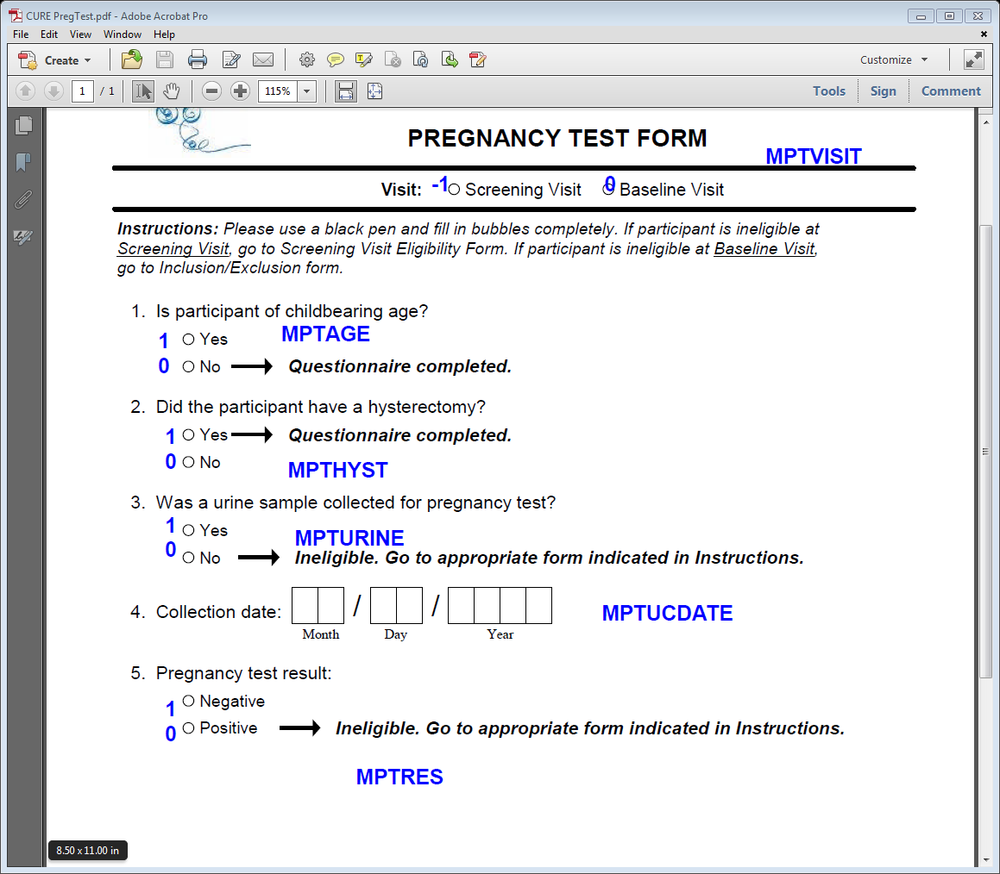 CURE PregTest.pdf - Adobe Acrobat Pro
File Edit View Window Help
Create Customize
1 / 1 115% Tools Sign Comment
PREGNANCY TEST FORM
MPTVISIT
Visit: -1 Screening Visit 0 Baseline Visit
Instructions: Please use a black pen and fill in bubbles completely. If participant is ineligible at
Screening Visit, go to Screening Visit Eligibility Form. If participant is ineligible at Baseline Visit,
go to Inclusion/Exclusion form.
1. Is participant of childbearing age?
1 Yes MPTAGE
0 No Questionnaire completed.
2. Did the participant have a hysterectomy?
1 Yes Questionnaire completed.
0 No MPTHYST
3. Was a urine sample collected for pregnancy test?
1 Yes MPTURINE
0 No Ineligible. Go to appropriate form indicated in Instructions.
4. Collection date: / / MPTUCDATE
Month Day Year
5. Pregnancy test result:
1 Negative
0 Positive Ineligible. Go to appropriate form indicated in Instructions.
MPTRES
8.50 x 11.00 in